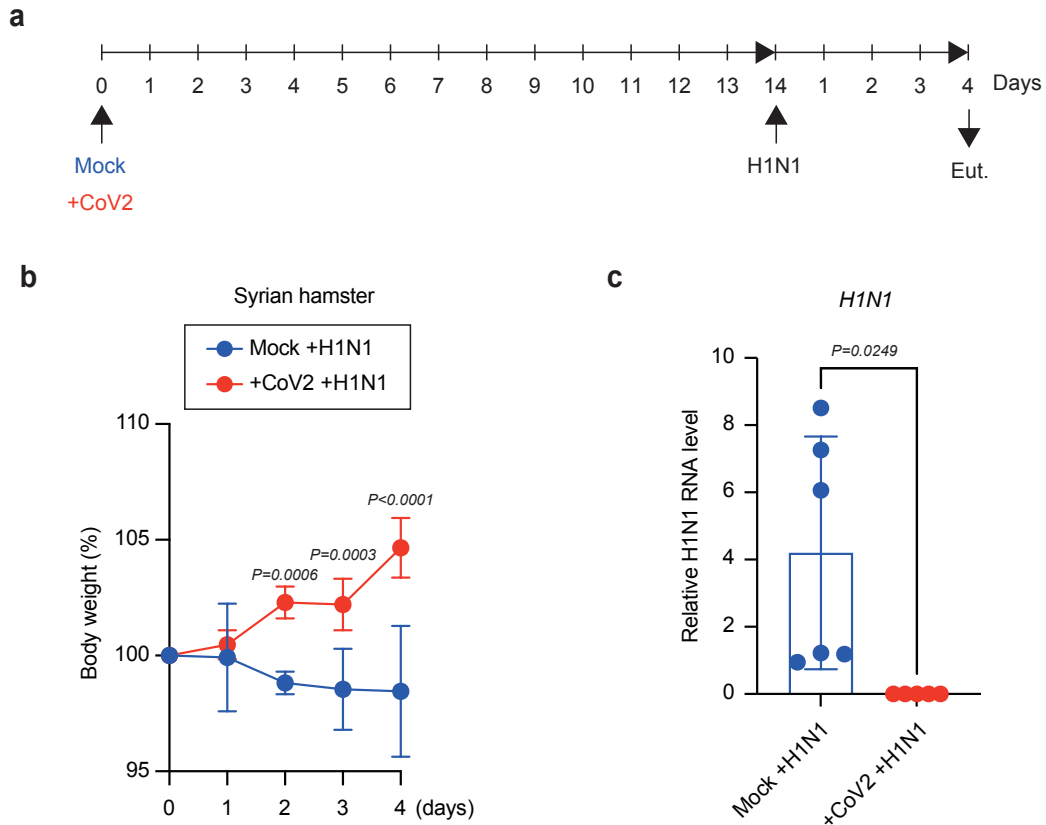 a
0 1 2 3 4 5 6 7 8 9 10 11 12 13 14 1 2 3 4 Days
Mock
+CoV2
H1N1
Eut.
b
Syrian hamster
Mock +H1N1
+CoV2 +H1N1
Body weight (%)
110
105
100
95
P=0.0006
P=0.0003
P<0.0001
0 1 2 3 4 (days)
c
H1N1
P=0.0249
Relative H1N1 RNA level
10
8
6
4
2
0
Mock +H1N1
+CoV2 +H1N1